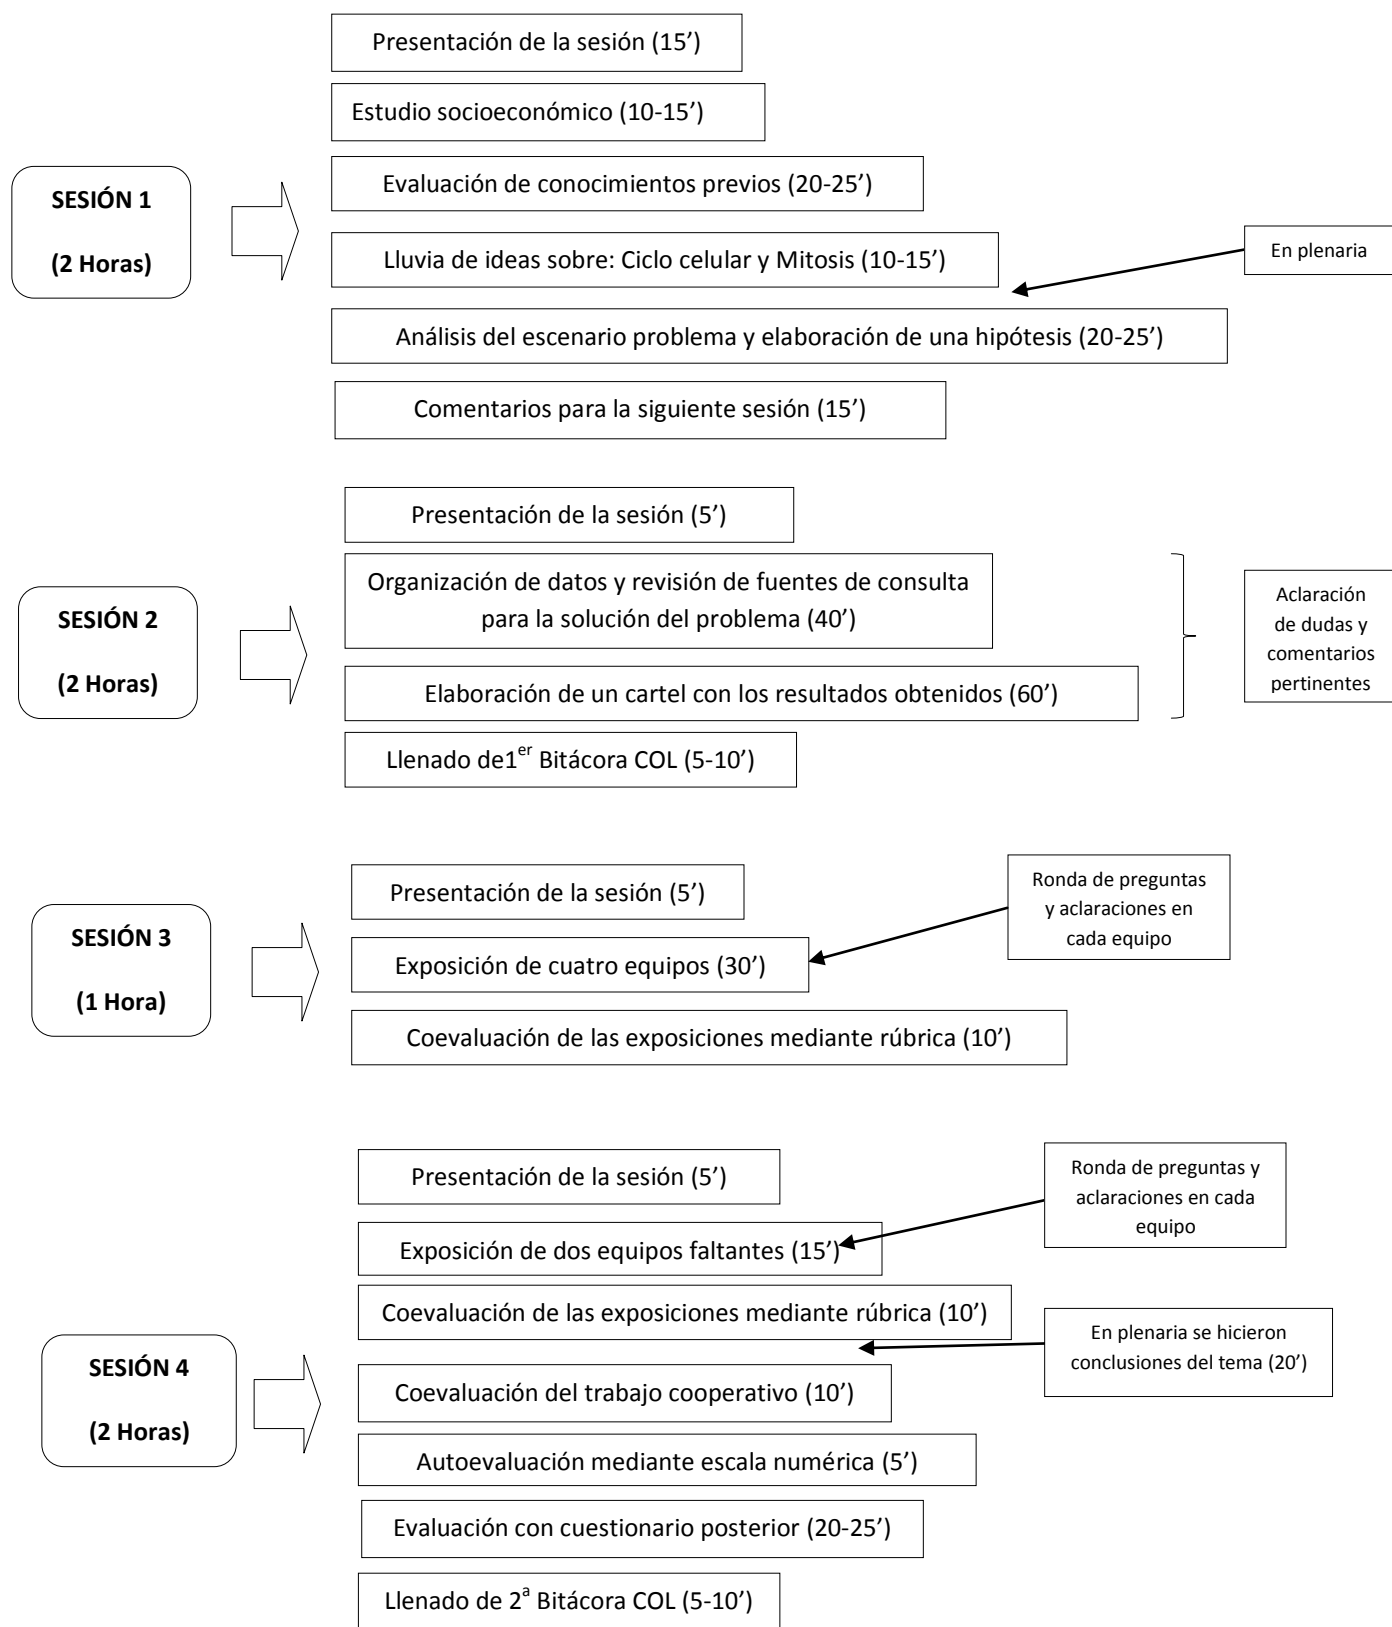 Presentación de la sesión (15’)
Estudio socioeconómico (10-15’)
Evaluación de conocimientos previos (20-25’)
SESIÓN 1
(2 Horas)
Lluvia de ideas sobre: Ciclo celular y Mitosis (10-15’)
En plenaria
Análisis del escenario problema y elaboración de una hipótesis (20-25’)
Comentarios para la siguiente sesión (15’)
Presentación de la sesión (5’)
Organización de datos y revisión de fuentes de consulta
para la solución del problema (40’)
SESIÓN 2
(2 Horas)
Aclaración
de dudas y
comentarios
pertinentes
Elaboración de un cartel con los resultados obtenidos (60’)
Llenado de1er Bitácora COL (5-10’)
Presentación de la sesión (5’)
Ronda de preguntas
y aclaraciones en
cada equipo
SESIÓN 3
(1 Hora)
Exposición de cuatro equipos (30’)
Coevaluación de las exposiciones mediante rúbrica (10’)
Presentación de la sesión (5’)
Ronda de preguntas y
aclaraciones en cada
equipo
Exposición de dos equipos faltantes (15’)
Coevaluación de las exposiciones mediante rúbrica (10’)
En plenaria se hicieron
conclusiones del tema (20’)
SESIÓN 4
(2 Horas)
Coevaluación del trabajo cooperativo (10’)
Autoevaluación mediante escala numérica (5’)
Evaluación con cuestionario posterior (20-25’)
Llenado de 2a Bitácora COL (5-10’)